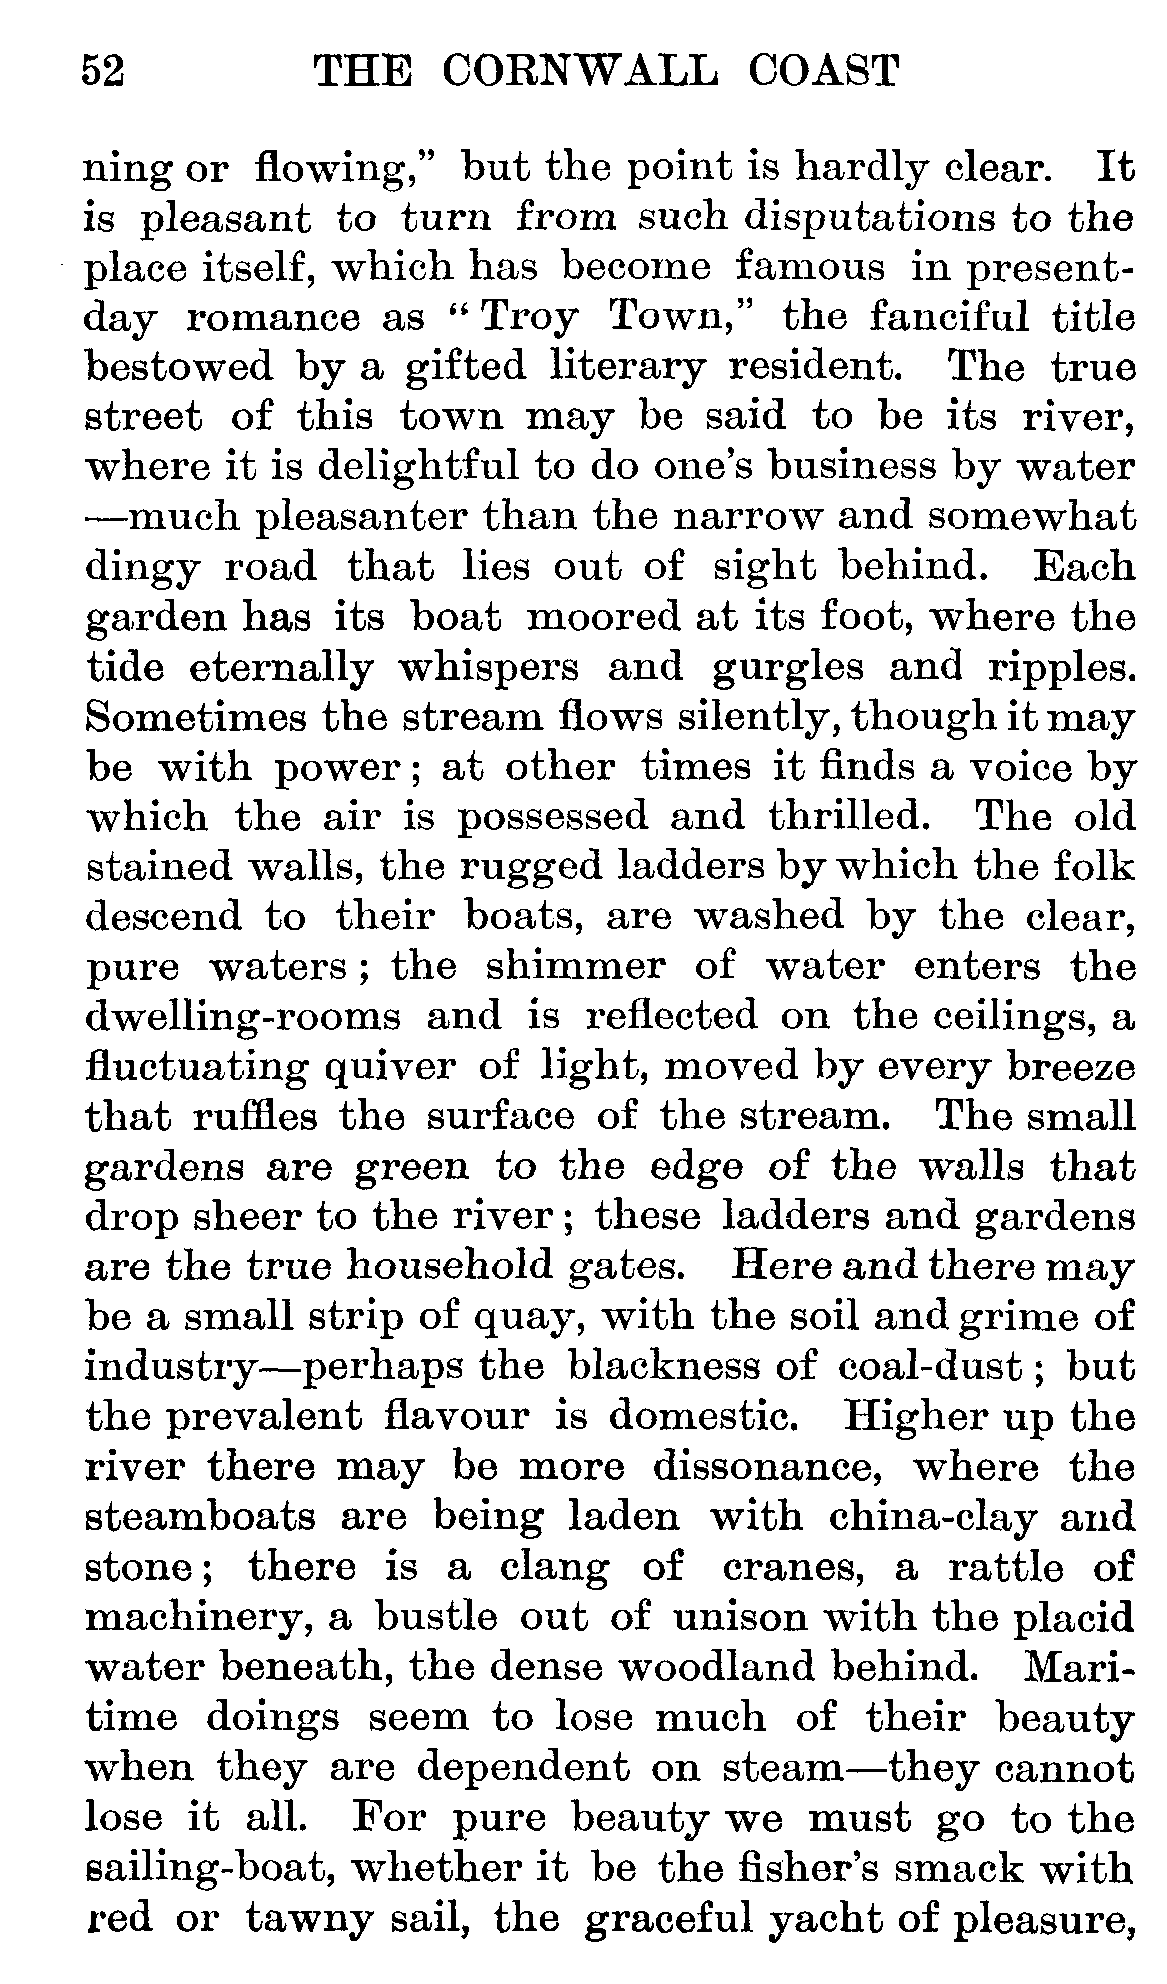 52 THE CORNWALL COAST
ning or flowing,” but the point is hardly clear. It
is pleasant to turn from such disputations to the
place itself, which has become famous in present-
day romance as “Troy Town,” the fanciful title
bestowed by a gifted literary resident. The true
street of this town may be said to be its river,
where it is delightful to do one’s business by water
—much pleasanter than the narrow and somewhat
dingy road that lies out of sight behind. Each
garden has its boat moored at its foot, where the
tide eternally whispers and gurgles and ripples.
Sometimes the stream flows silently, though it may
be with power; at other times it finds a voice by
which the air is possessed and thrilled. The old
stained walls, the rugged ladders by which the folk
descend to their boats, are washed by the clear,
pure waters; the shimmer of water enters the
dwelling-rooms and is reflected on the ceilings, a
fluctuating quiver of light, moved by every breeze
that ruffles the surface of the stream. The small
gardens are green to the edge of the walls that
drop sheer to the river; these ladders and gardens
are the true household gates. Here and there may
be a small strip of quay, with the soil and grime of
industry—perhaps the blackness of coal-dust; but
the prevalent flavour is domestic. Higher up the
river there may be more dissonance, where the
steamboats are being laden with china-clay and
stone; there is a clang of cranes, a rattle of
machinery, a bustle out of unison with the placid
water beneath, the dense woodland behind. Mari-
time doings seem to lose much of their beauty
when they are dependent on steam—they cannot
lose it all. For pure beauty we must go to the
sailing-boat, whether it be the fisher’s smack with
red or tawny sail, the graceful yacht of pleasure,